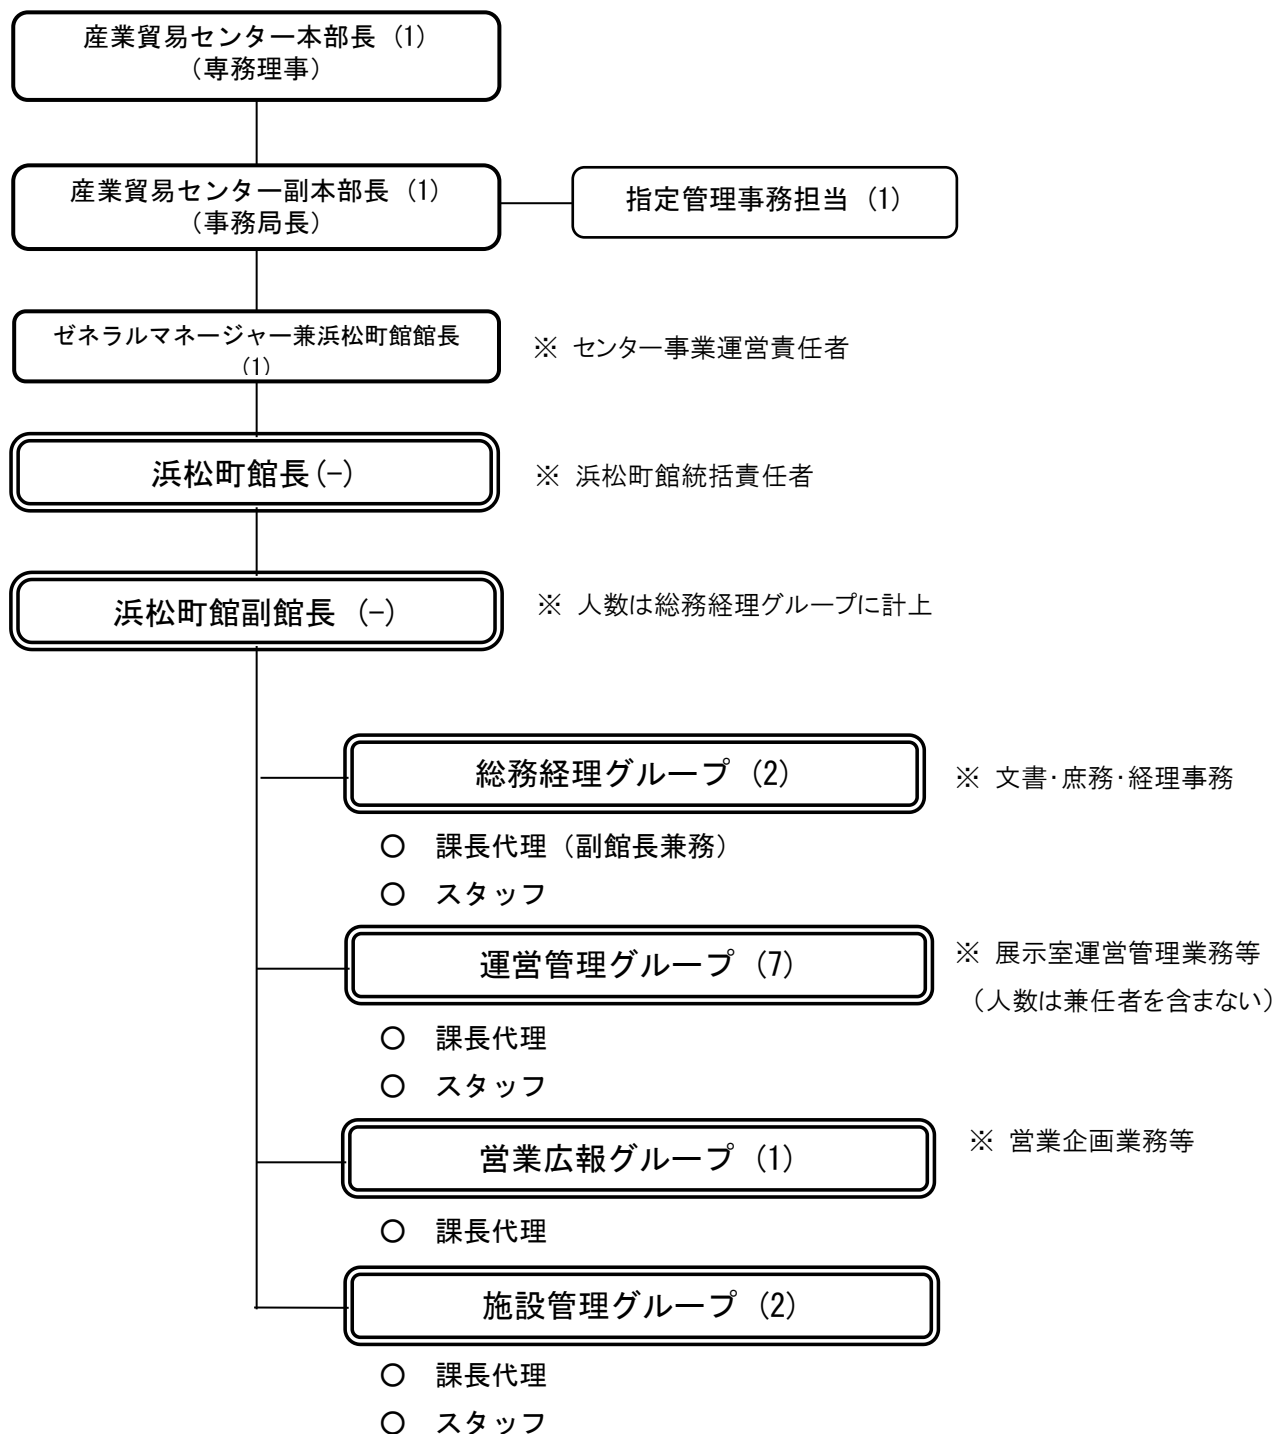 産業貿易センター本部長 (1)
（専務理事）
産業貿易センター副本部長 (1)
（事務局長）
指定管理事務担当 (1)
ゼネラルマネージャー兼浜松町館館長
(1)
※ センター事業運営責任者
浜松町館長(-)
※ 浜松町館統括責任者
浜松町館副館長 (-)
※ 人数は総務経理グループに計上
総務経理グループ (2)
※ 文書･庶務･経理事務
○ 課長代理（副館長兼務）
○ スタッフ
運営管理グループ (7)
※ 展示室運営管理業務等
（人数は兼任者を含まない）
○ 課長代理
○ スタッフ
営業広報グループ (1)
※ 営業企画業務等
○ 課長代理
施設管理グループ (2)
○ 課長代理
○ スタッフ